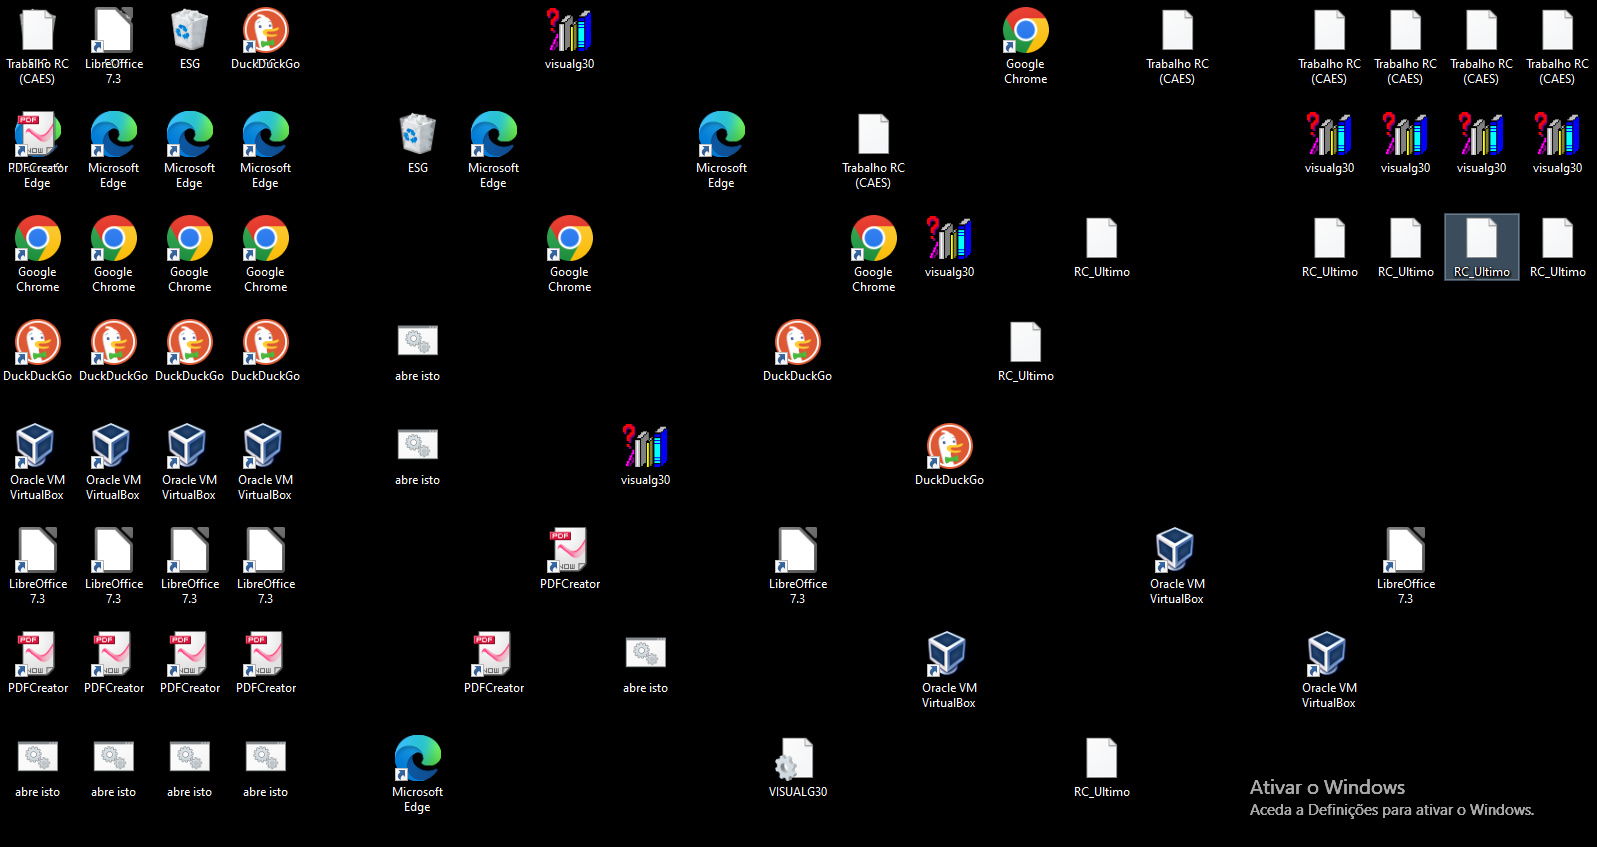 Trabalho RC
(CAES)
LibreOffice
7.3
ESG
DuckDuckGo
visualg30
Google
Chrome
Trabalho RC
(CAES)
Trabalho RC
(CAES)
Trabalho RC
(CAES)
Trabalho RC
(CAES)
Trabalho RC
(CAES)
PDFCreator
Edge
Microsoft
Edge
Microsoft
Edge
Microsoft
Edge
ESG
Microsoft
Edge
Microsoft
Edge
Trabalho RC
(CAES)
visualg30
visualg30
visualg30
visualg30
Google
Chrome
Google
Chrome
Google
Chrome
Google
Chrome
Google
Chrome
Google
Chrome
visualg30
RC_Ultimo
RC_Ultimo
RC_Ultimo
RC_Ultimo
RC_Ultimo
DuckDuckGo
DuckDuckGo
DuckDuckGo
DuckDuckGo
abre isto
DuckDuckGo
RC_Ultimo
Oracle VM
VirtualBox
Oracle VM
VirtualBox
Oracle VM
VirtualBox
Oracle VM
VirtualBox
abre isto
visualg30
DuckDuckGo
LibreOffice
7.3
LibreOffice
7.3
LibreOffice
7.3
LibreOffice
7.3
PDFCreator
LibreOffice
7.3
Oracle VM
VirtualBox
LibreOffice
7.3
PDFCreator
PDFCreator
PDFCreator
PDFCreator
PDFCreator
abre isto
Oracle VM
VirtualBox
Oracle VM
VirtualBox
abre isto
abre isto
abre isto
abre isto
Microsoft
Edge
VISUALG30
RC_Ultimo
Ativar o Windows
Aceda a Definições para ativar o Windows.